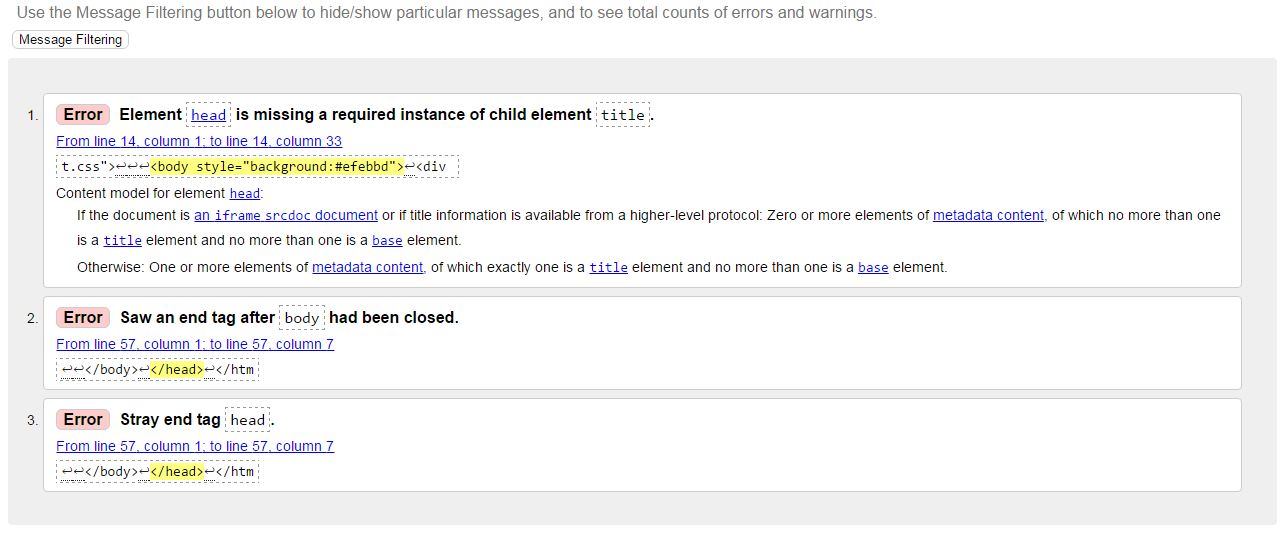 Use the Message Filtering button below to hide/show particular messages, and to see total counts of errors and warnings.
Message Filtering
1. Error Element head is missing a required instance of child element title.
From line 14, column 1; to line 14, column 33
t.css">↩↩↩<body style="background:#efebbd">↩<div
Content model for element head:
If the document is an iframe srcdoc document or if title information is available from a higher-level protocol: Zero or more elements of metadata content, of which no more than one
is a title element and no more than one is a base element.
Otherwise: One or more elements of metadata content, of which exactly one is a title element and no more than one is a base element.
2. Error Saw an end tag after body had been closed.
From line 57, column 1; to line 57, column 7
↩↩</body>↩</head>↩</htm
3. Error Stray end tag head.
From line 57, column 1; to line 57, column 7
↩↩</body>↩</head>↩</htm